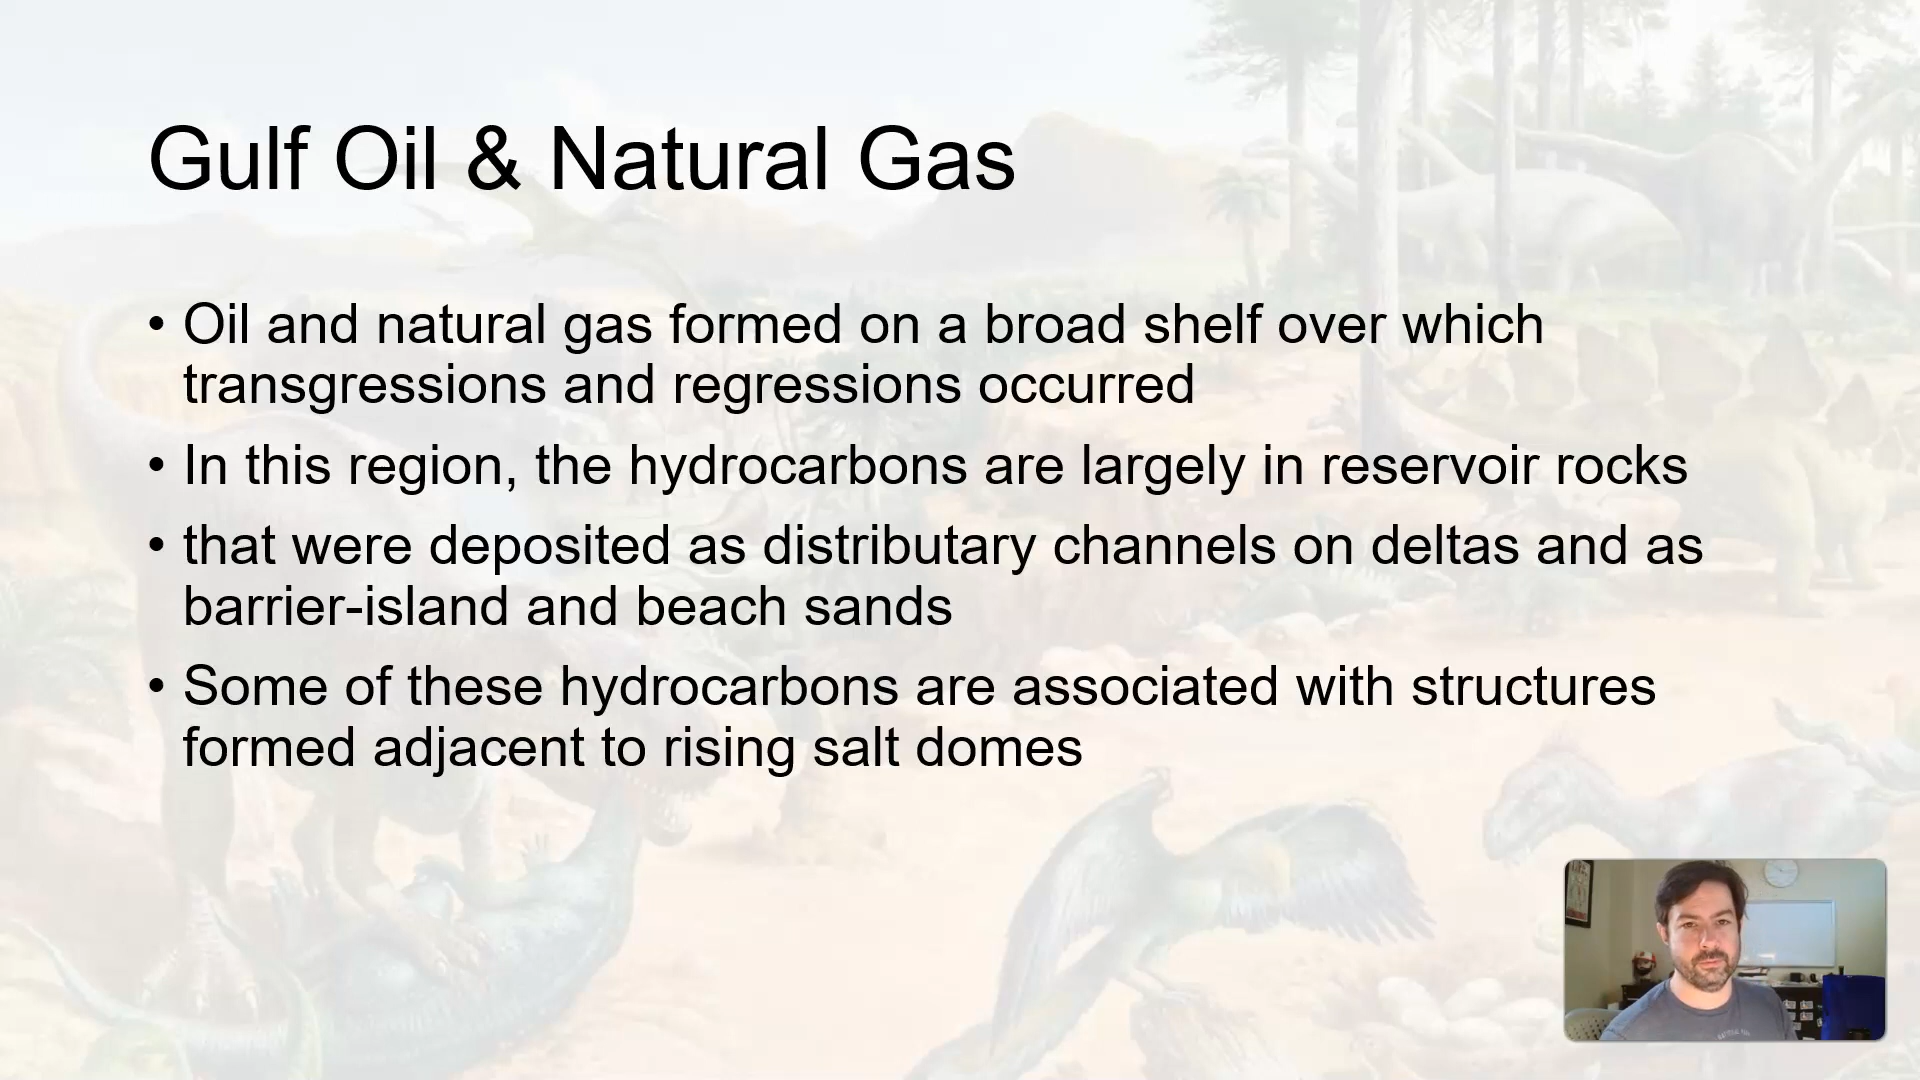 Gulf Oil & Natural Gas
• Oil and natural gas formed on a broad shelf over which
transgressions and regressions occurred
• In this region, the hydrocarbons are largely in reservoir rocks
• that were deposited as distributary channels on deltas and as
barrier-island and beach sands
• Some of these hydrocarbons are associated with structures
formed adjacent to rising salt domes